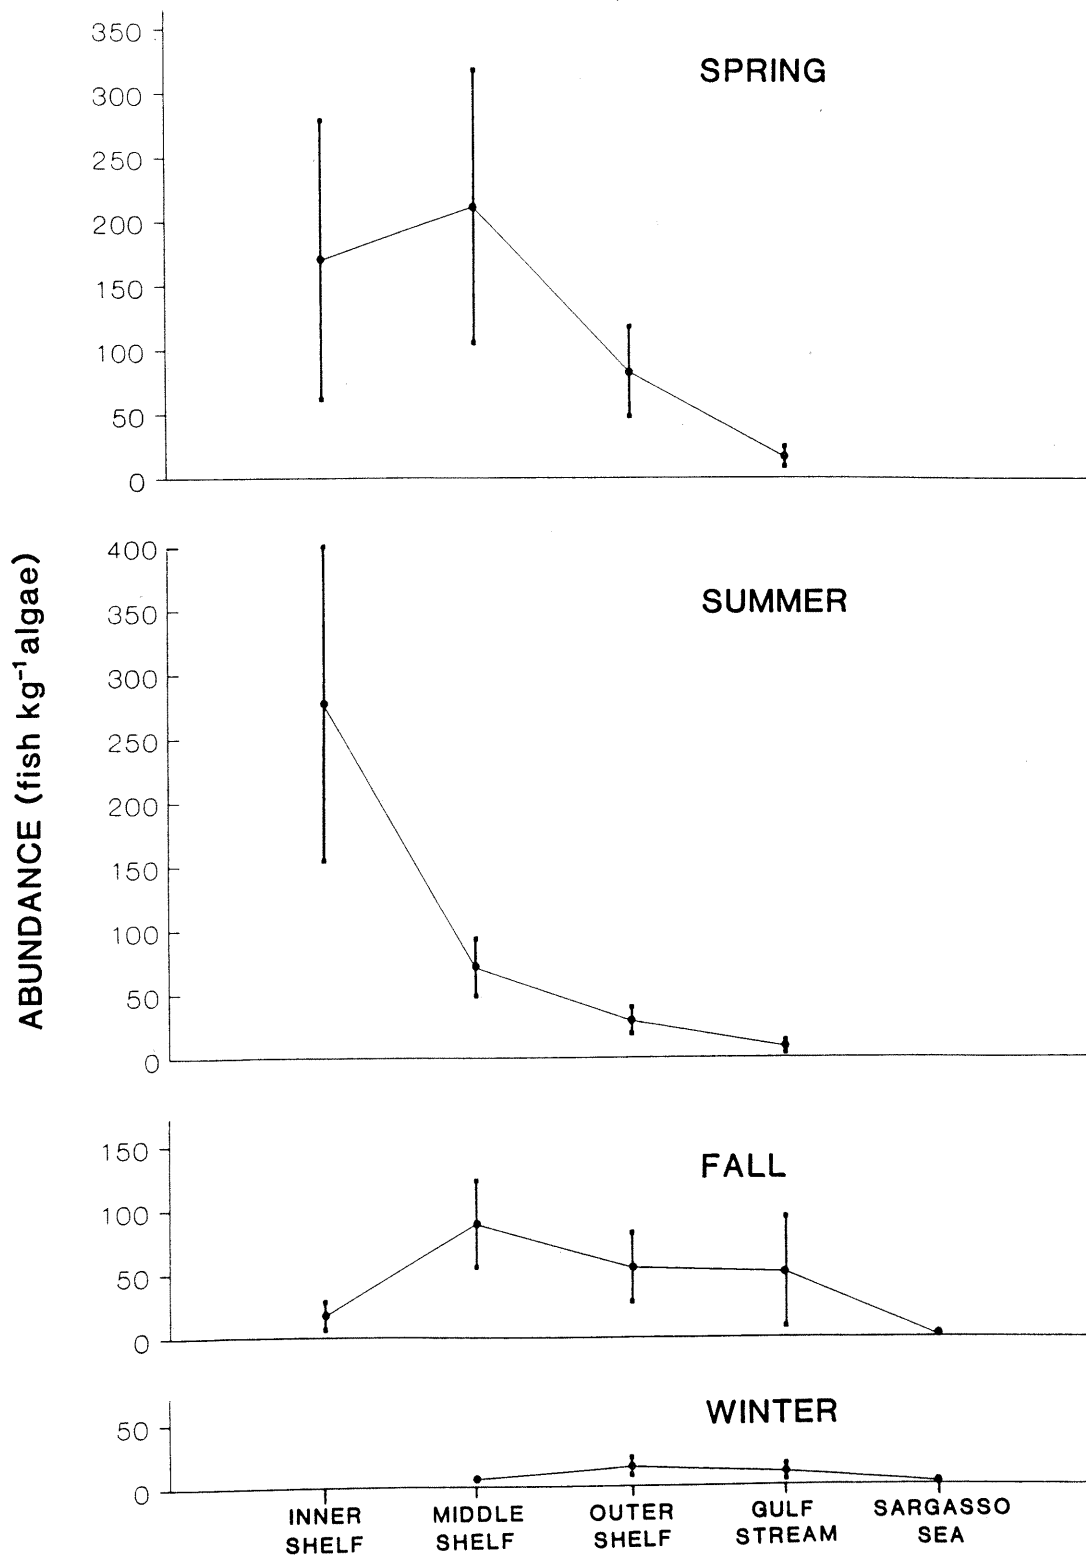 ABUNDANCE (fish kg⁻¹ algae)
SPRING
350
300
250
200
150
100
50
0
SUMMER
400
350
300
250
200
150
100
50
0
FALL
150
100
50
0
WINTER
50
0
INNER SHELF
MIDDLE SHELF
OUTER SHELF
GULF STREAM
SARGASSO SEA